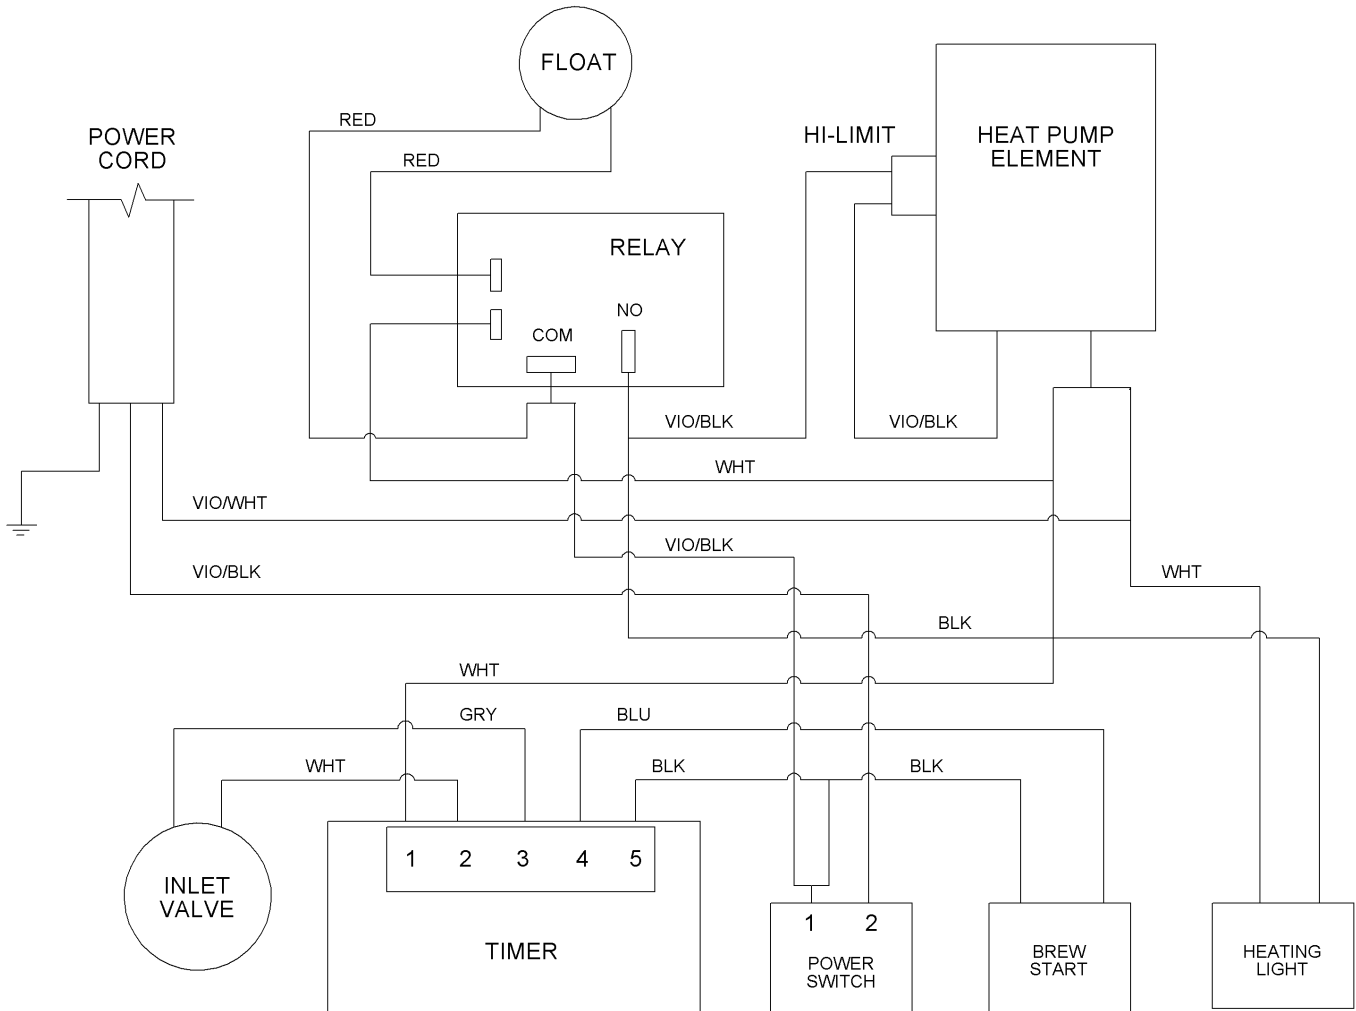 FLOAT
RED
POWER
CORD
HI-LIMIT
HEAT PUMP
ELEMENT
RED
RELAY
NO
COM
VIO/BLK
VIO/BLK
WHT
VIO/WHT
VIO/BLK
VIO/BLK
WHT
BLK
WHT
GRY
BLU
WHT
BLK
BLK
1 2 3 4 5
INLET
VALVE
TIMER
1 2
POWER
SWITCH
BREW
START
HEATING
LIGHT